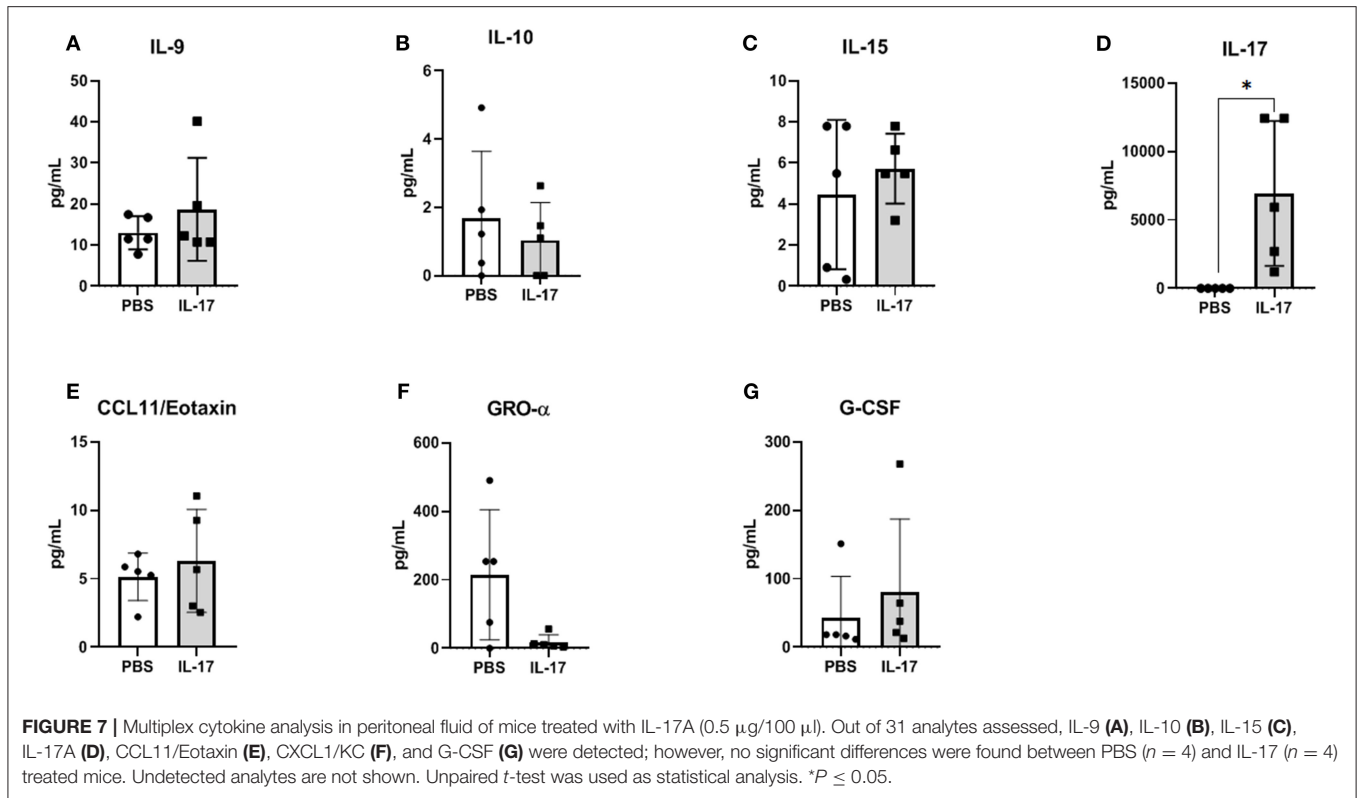 A
IL-9
50
40
30
20
10
0
pg/mL
PBS IL-17
B
IL-10
6
4
2
0
pg/mL
PBS IL-17
C
IL-15
10
8
6
4
2
0
pg/mL
PBS IL-17
D
IL-17
15000
10000
5000
0
pg/mL
*
PBS IL-17
E
CCL11/Eotaxin
15
10
5
0
pg/mL
PBS IL-17
F
GRO-α
600
400
200
0
pg/mL
PBS IL-17
G
G-CSF
300
200
100
0
pg/mL
PBS IL-17
FIGURE 7 | Multiplex cytokine analysis in peritoneal fluid of mice treated with IL-17A (0.5 μg/100 μl). Out of 31 analytes assessed, IL-9 (A), IL-10 (B), IL-15 (C),
IL-17A (D), CCL11/Eotaxin (E), CXCL1/KC (F), and G-CSF (G) were detected; however, no significant differences were found between PBS (n = 4) and IL-17 (n = 4)
treated mice. Undetected analytes are not shown. Unpaired t-test was used as statistical analysis. *P ≤ 0.05.